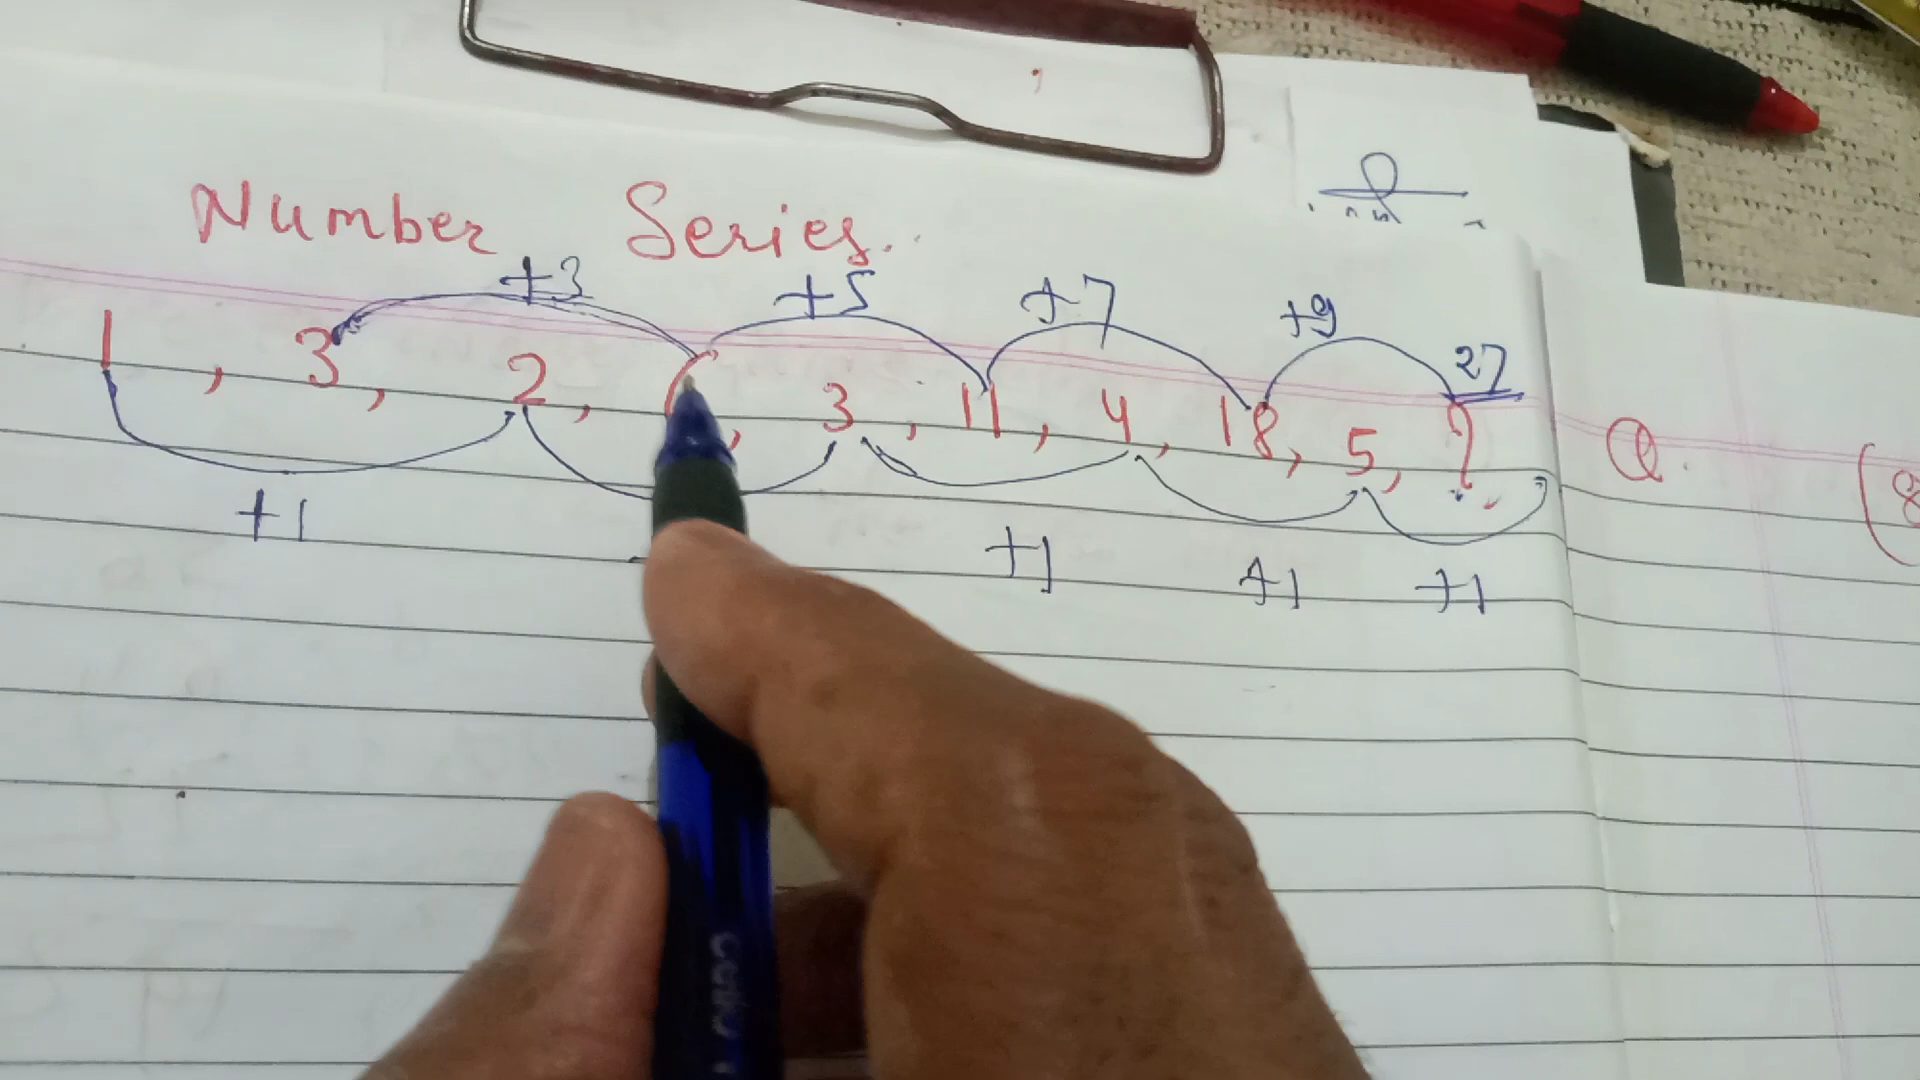 Number Series.
+3 +5 +7 +9
27
1, 3, 2, , 3, 11, 4, 18, 5, ?
+1 +1 +1 +1
Q.
(8